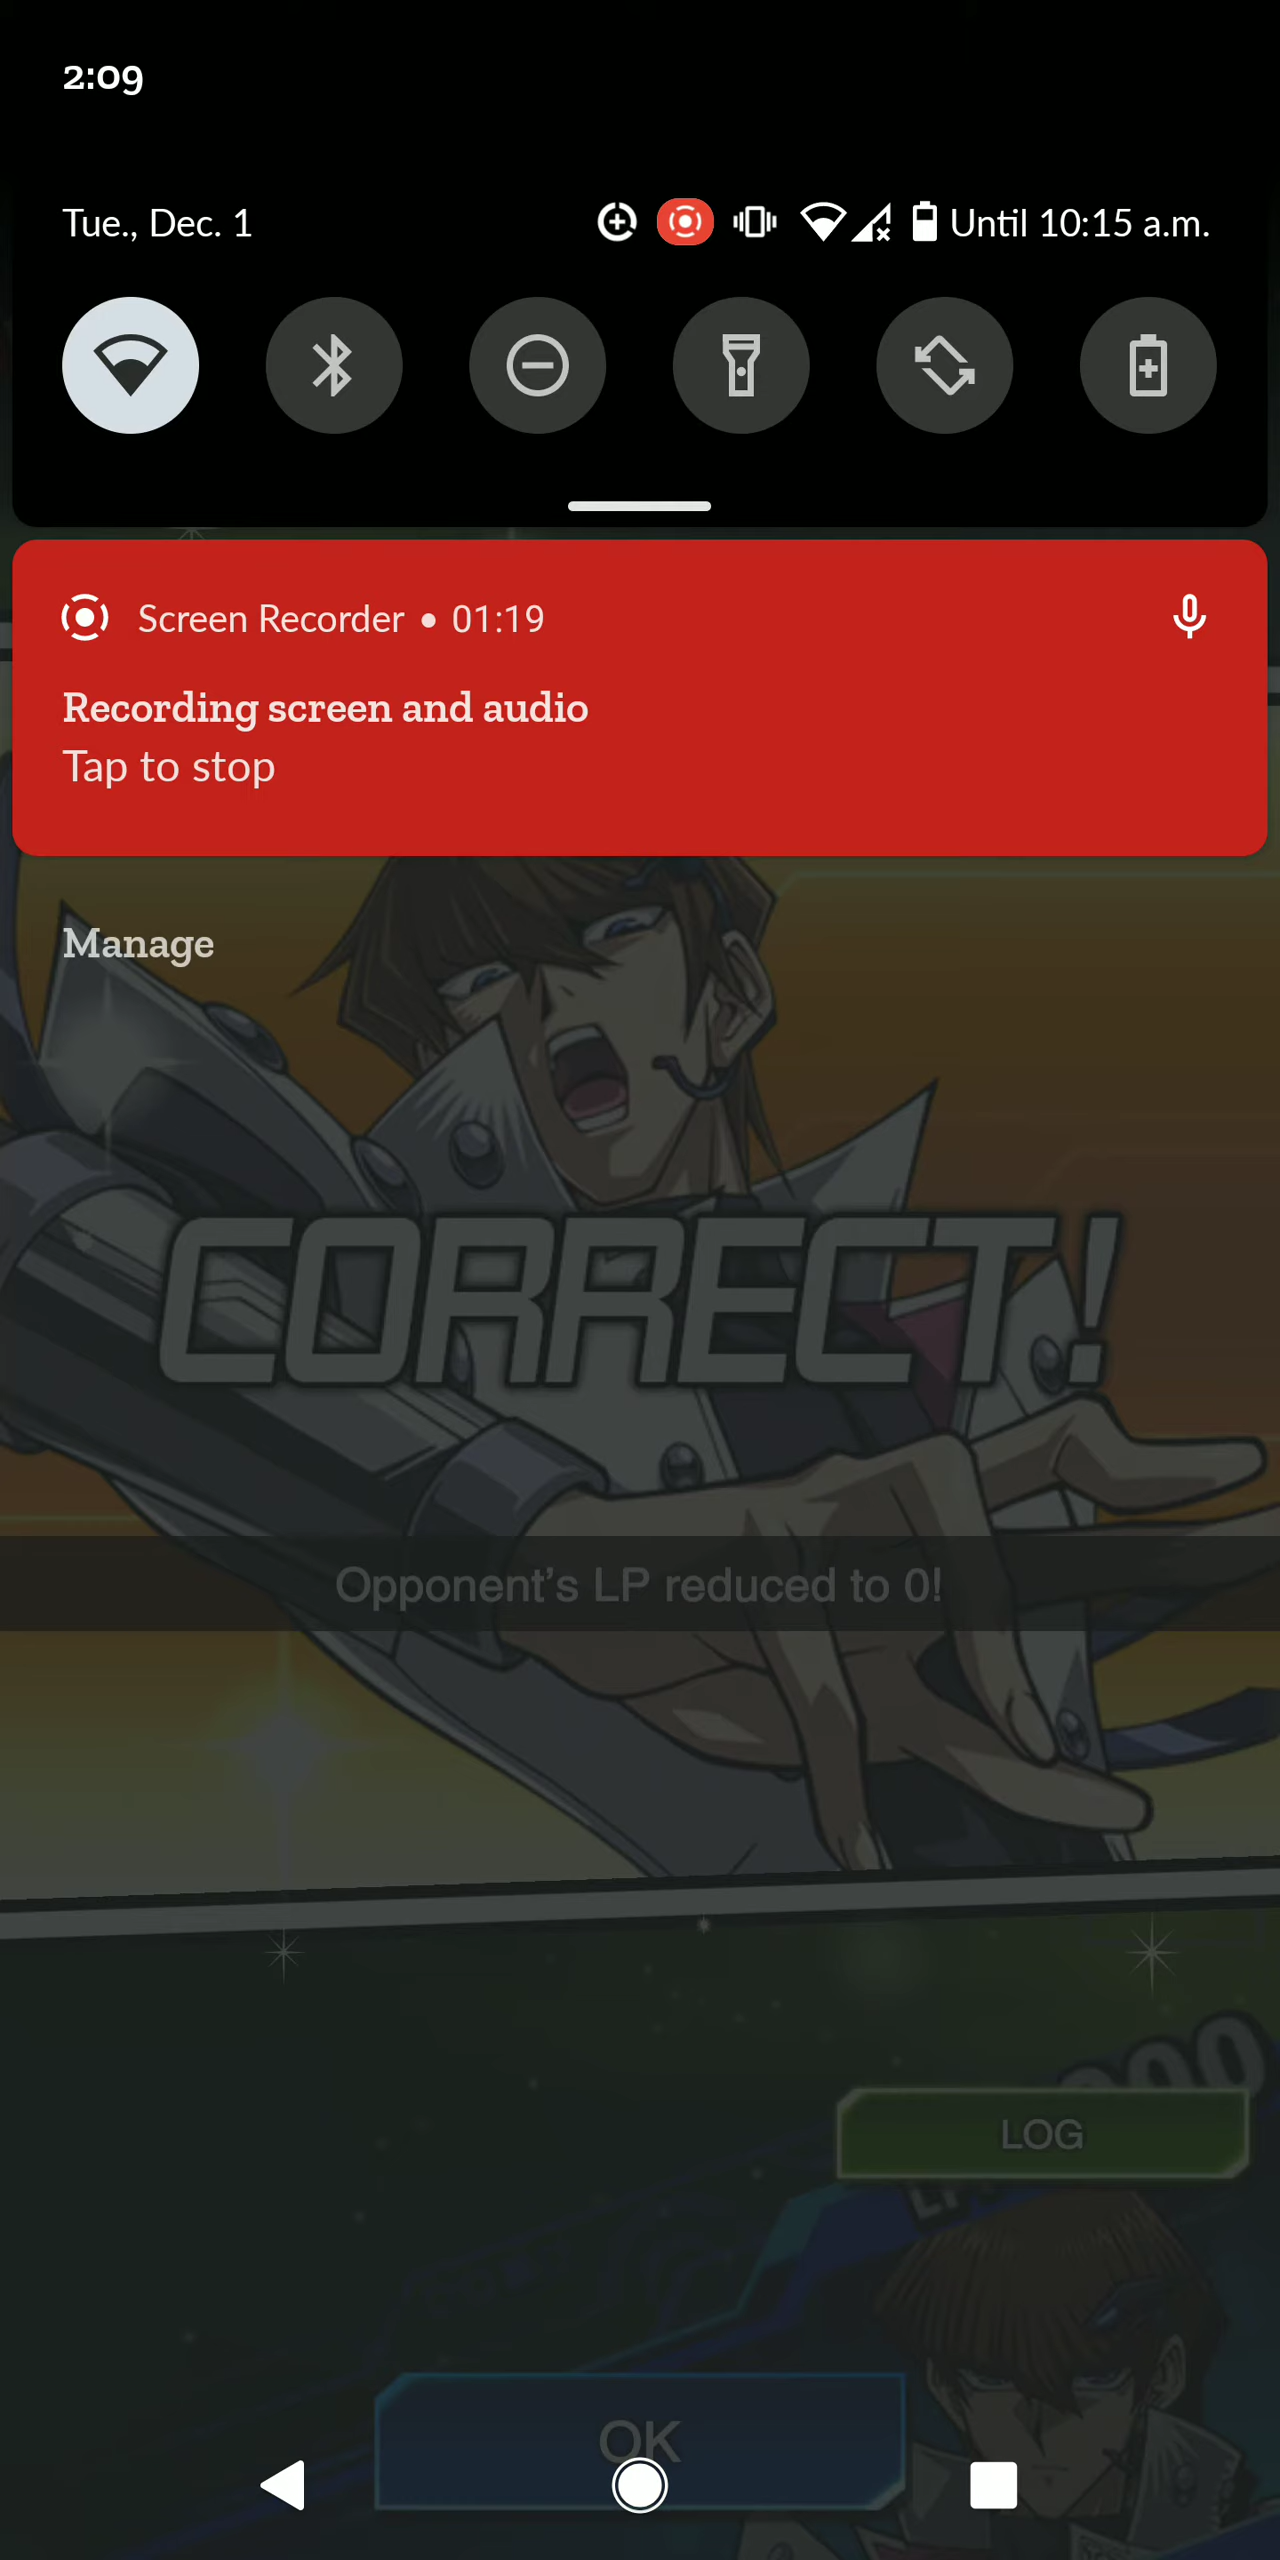 2:09
Tue., Dec. 1
Until 10:15 a.m.
Screen Recorder • 01:19
Recording screen and audio
Tap to stop
Manage
CORRECT!
Opponent's LP reduced to 0!
LOG
LP
OK